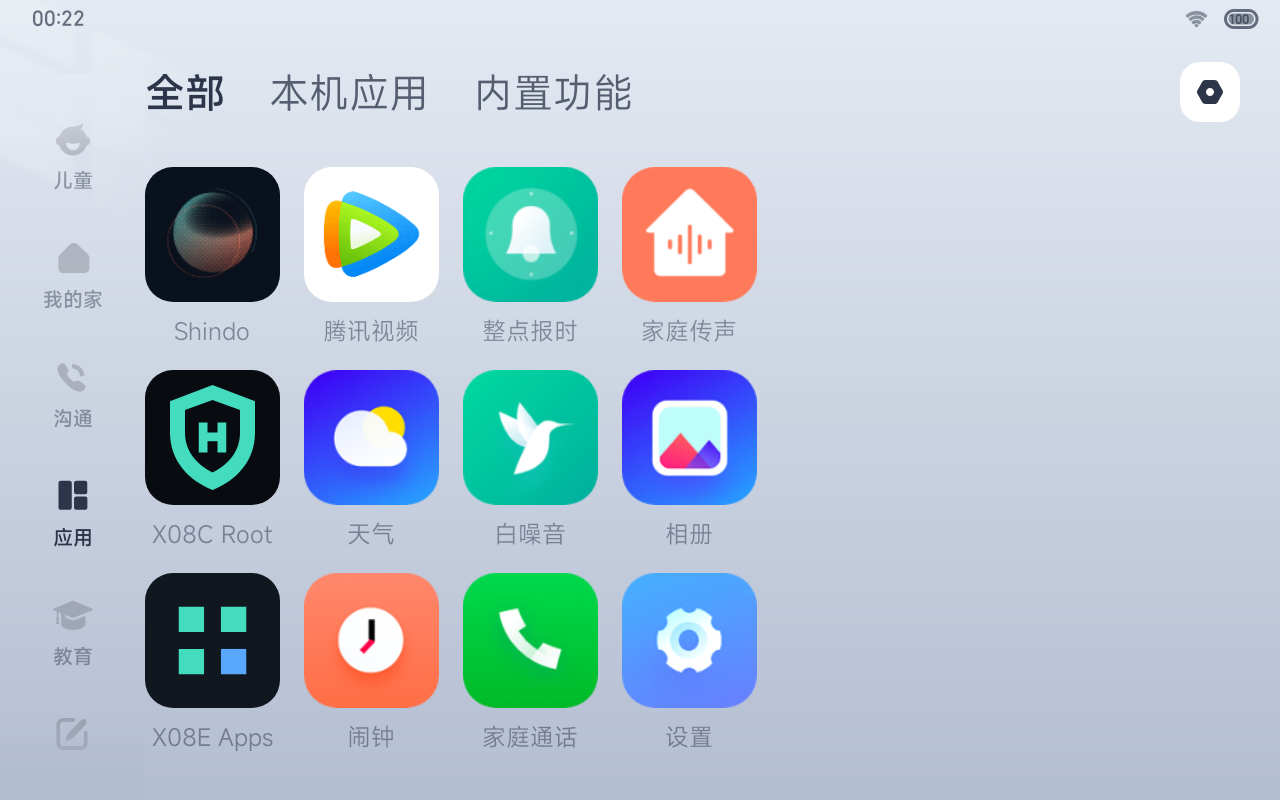 00:22
100
全部 本机应用 内置功能
儿童
我的家
沟通
应用
教育
Shindo 腾讯视频 整点报时 家庭传声
H
X08C Root 天气 白噪音 相册
X08E Apps 闹钟 家庭通话 设置